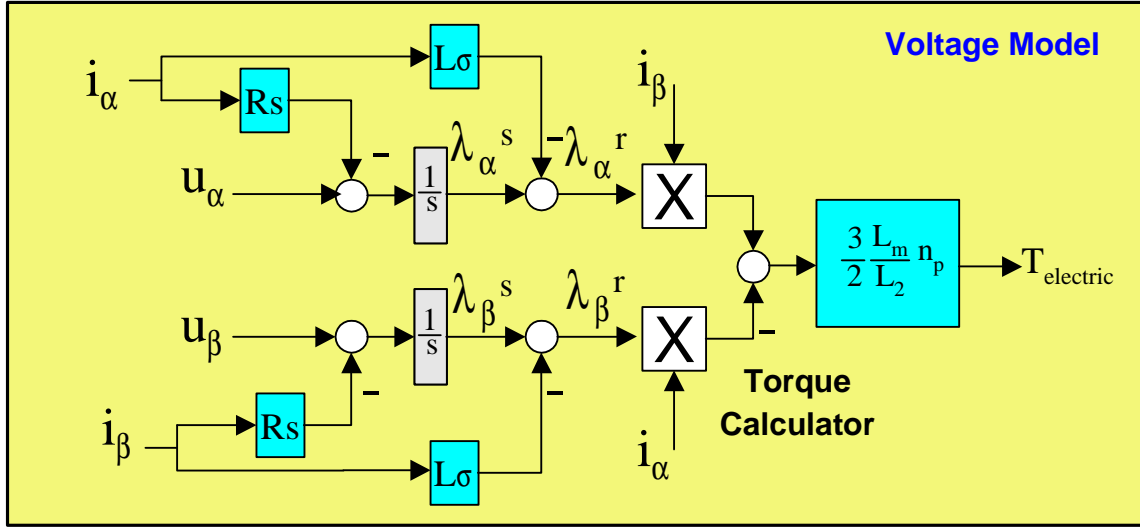 Voltage Model
Lσ
iα
Rs
iβ
−
λα s
− λα r
uα
1/s
X
3/2 Lm/L2 np
Telectric
λβ s
λβ r
uβ
1/s
X
−
−
−
Torque
Calculator
Rs
iβ
Lσ
iα